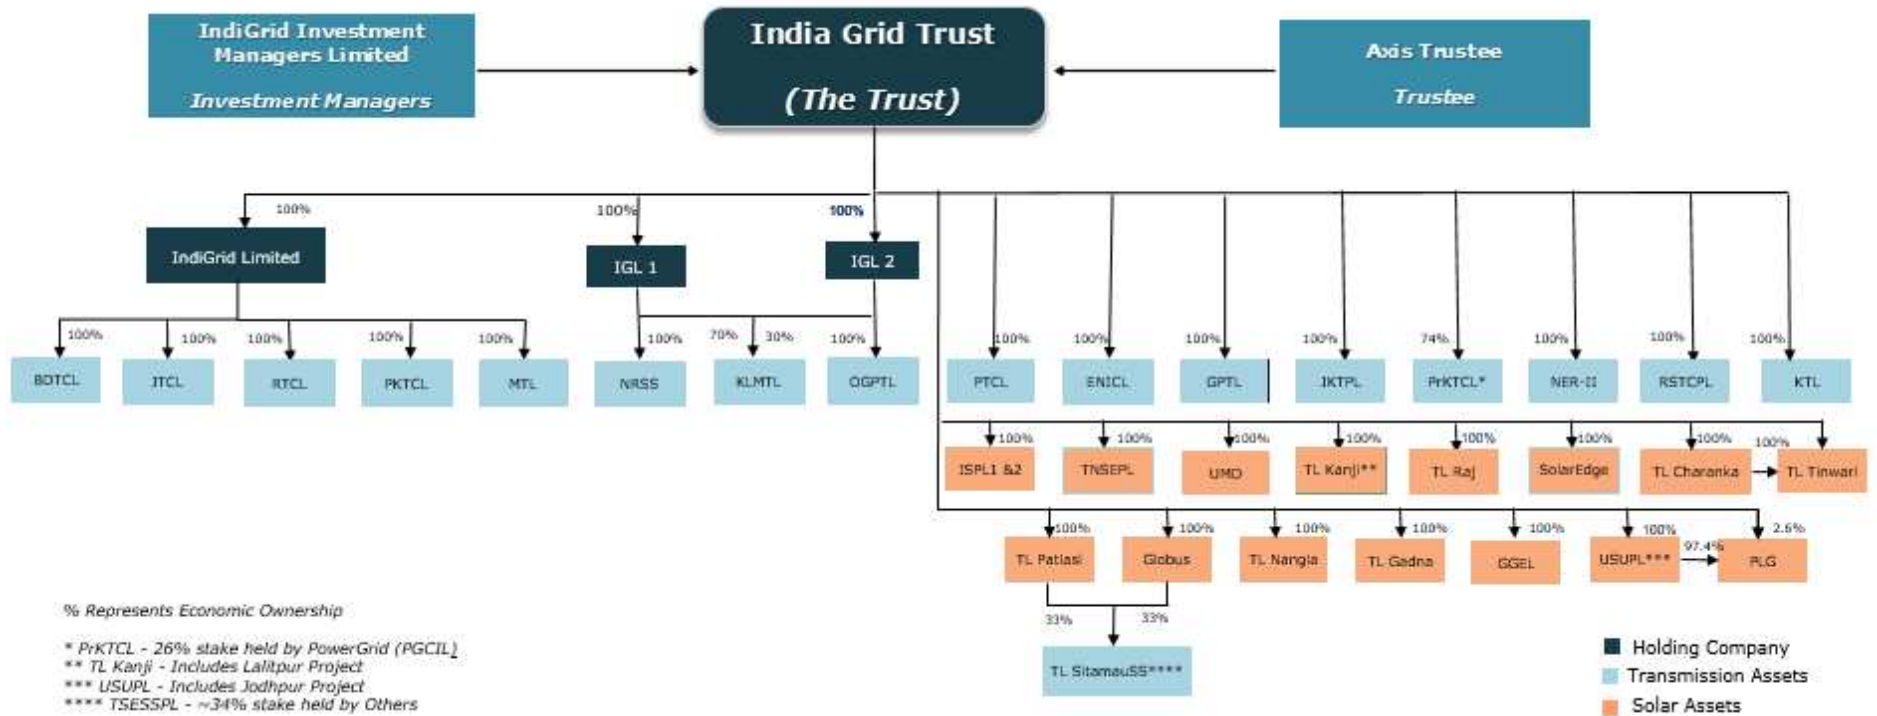 IndiGrid Investment
Managers Limited
Investment Managers
India Grid Trust
(The Trust)
Axis Trustee
Trustee
100%
100%
100%
IndiGrid Limited
IGL 1
IGL 2
100%
100%
100%
100%
100%
100%
70%
30%
100%
100%
100%
100%
100%
74%
100%
100%
100%
BDTCL
JTCL
RTCL
PKTCL
MTL
NRSS
KLMTL
OGPTL
PTCL
ENICL
GPTL
JKTPL
PrKTCL*
NER-II
RSTCPL
KTL
100%
100%
100%
100%
100%
100%
100%
100%
ISPL1 &2
TNSEPL
UMD
TL Kanji**
TL Raj
SolarEdge
TL Charanka
TL Tinwari
100%
100%
100%
100%
100%
100%
97.4%
2.6%
TL Patlasi
Globus
TL Nangla
TL Gadna
GGEL
USUPL***
PLG
33%
33%
TL SitamauSS****
% Represents Economic Ownership
* PrKTCL - 26% stake held by PowerGrid (PGCIL)
** TL Kanji - Includes Lalitpur Project
*** USUPL - Includes Jodhpur Project
**** TSESSPL - ~34% stake held by Others
Holding Company
Transmission Assets
Solar Assets